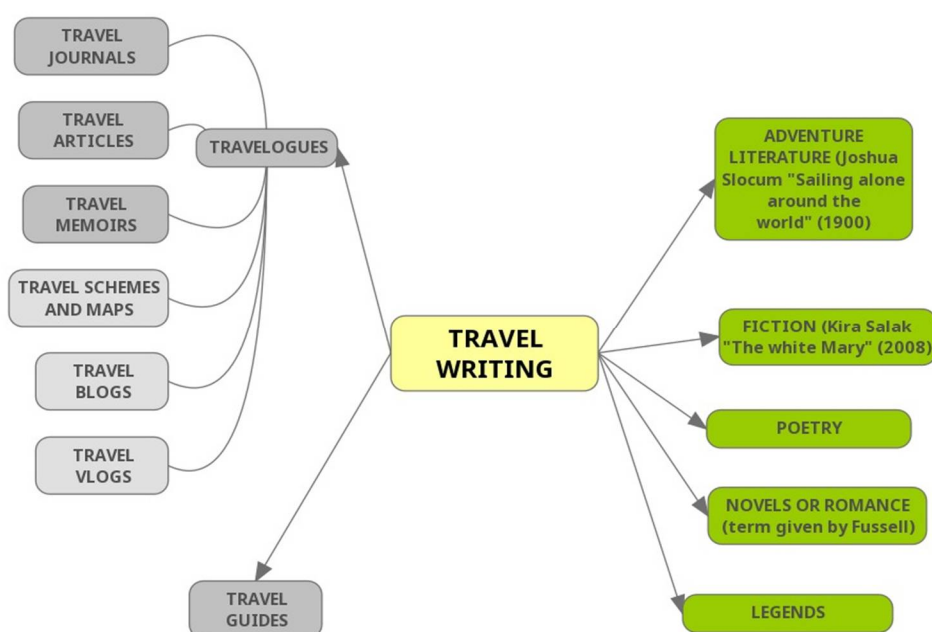 TRAVEL
JOURNALS
TRAVEL
ARTICLES
TRAVELOGUES
TRAVEL
MEMOIRS
TRAVEL SCHEMES
AND MAPS
TRAVEL
BLOGS
TRAVEL
VLOGS
TRAVEL
GUIDES
TRAVEL
WRITING
ADVENTURE
LITERATURE (Joshua
Slocum "Sailing alone
around the
world" (1900)
FICTION (Kira Salak
"The white Mary" (2008)
POETRY
NOVELS OR ROMANCE
(term given by Fussell)
LEGENDS